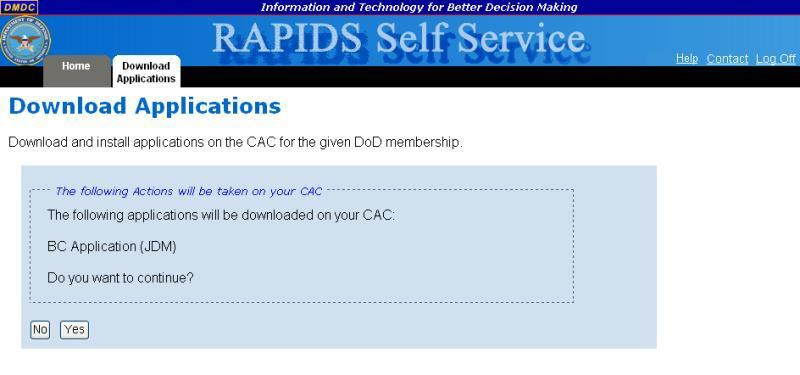 DMDC
Information and Technology for Better Decision Making
RAPIDS Self Service
Home
Download
Applications
Help Contact Log Off
Download Applications
Download and install applications on the CAC for the given DoD membership.
The following Actions will be taken on your CAC
The following applications will be downloaded on your CAC:
BC Application (JDM)
Do you want to continue?
No Yes